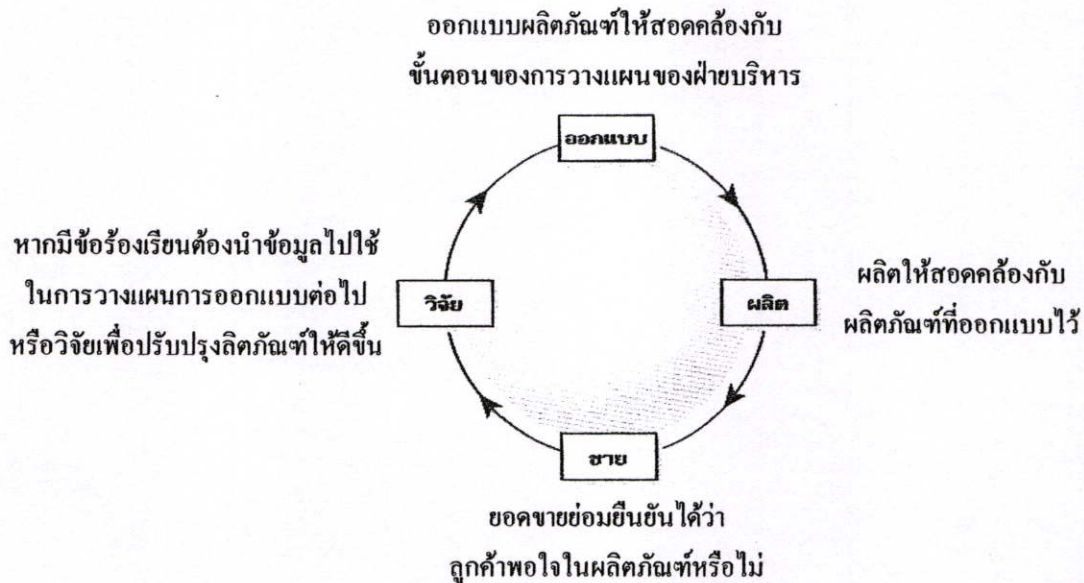 ออกแบบผลิตภัณฑ์ให้สอดคล้องกับ
ขั้นตอนของการวางแผนของฝ่ายบริหาร
ออกแบบ
หากมีข้อร้องเรียนต้องนำข้อมูลไปใช้
ในการวางแผนการออกแบบต่อไป
หรือวิจัยเพื่อปรับปรุงลิตภัณฑ์ให้ดีขึ้น
วิจัย
ผลิต
ผลิตให้สอดคล้องกับ
ผลิตภัณฑ์ที่ออกแบบไว้
ขาย
ยอดขายย่อมยืนยันได้ว่า
ลูกค้าพอใจในผลิตภัณฑ์หรือไม่